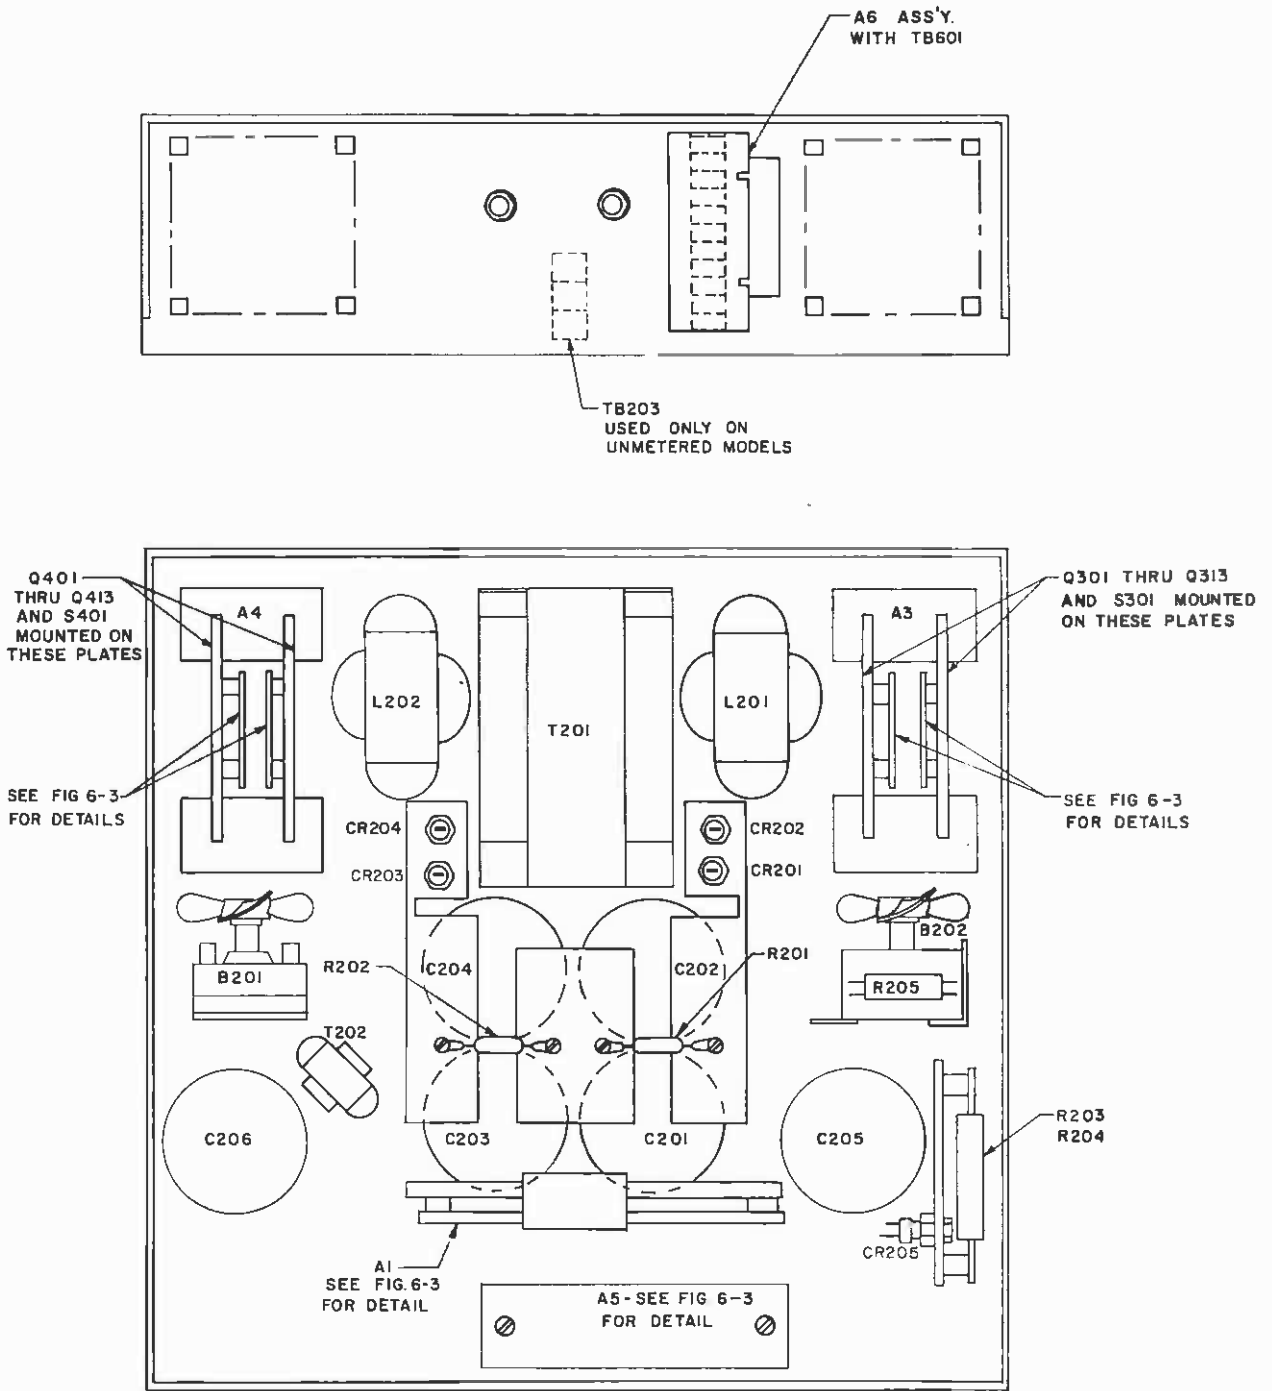 A6 ASS'Y.
WITH TB601
TB203
USED ONLY ON
UNMETERED MODELS
Q401
THRU Q413
AND S401
MOUNTED ON
THESE PLATES
A4
A3
Q301 THRU Q313
AND S301 MOUNTED
ON THESE PLATES
L202
T201
L201
SEE FIG 6-3
FOR DETAILS
SEE FIG 6-3
FOR DETAILS
CR204
CR202
CR203
CR201
B201
R202
C204
C202
R201
B202
R205
T202
C206
C203
C201
C205
R203
R204
CR205
A1
SEE FIG. 6-3
FOR DETAIL
A5-SEE FIG 6-3
FOR DETAIL